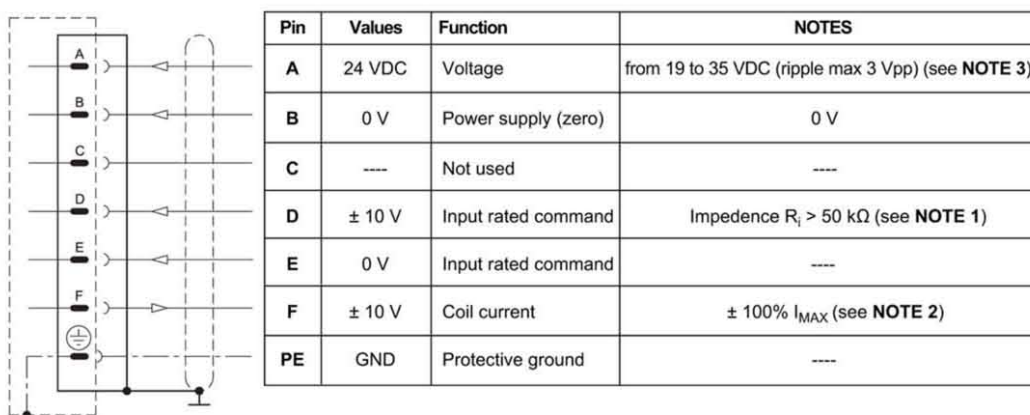 A
B
C
D
E
F
Pin Values Function NOTES
A 24 VDC Voltage from 19 to 35 VDC (ripple max 3 Vpp) (see NOTE 3)
B 0 V Power supply (zero) 0 V
C ---- Not used ----
D ± 10 V Input rated command Impedence Ri > 50 kΩ (see NOTE 1)
E 0 V Input rated command ----
F ± 10 V Coil current ± 100% IMAX (see NOTE 2)
PE GND Protective ground ----